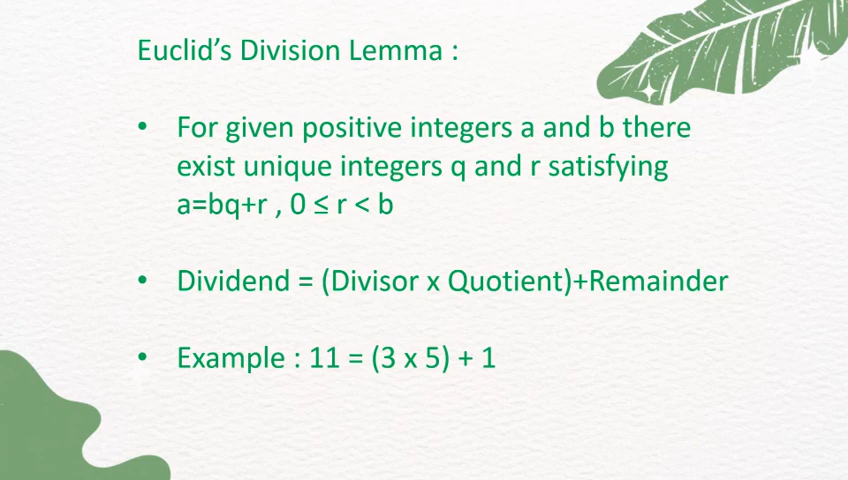 Euclid’s Division Lemma :
• For given positive integers a and b there
exist unique integers q and r satisfying
a=bq+r , 0 ≤ r < b
• Dividend = (Divisor x Quotient)+Remainder
• Example : 11 = (3 x 5) + 1